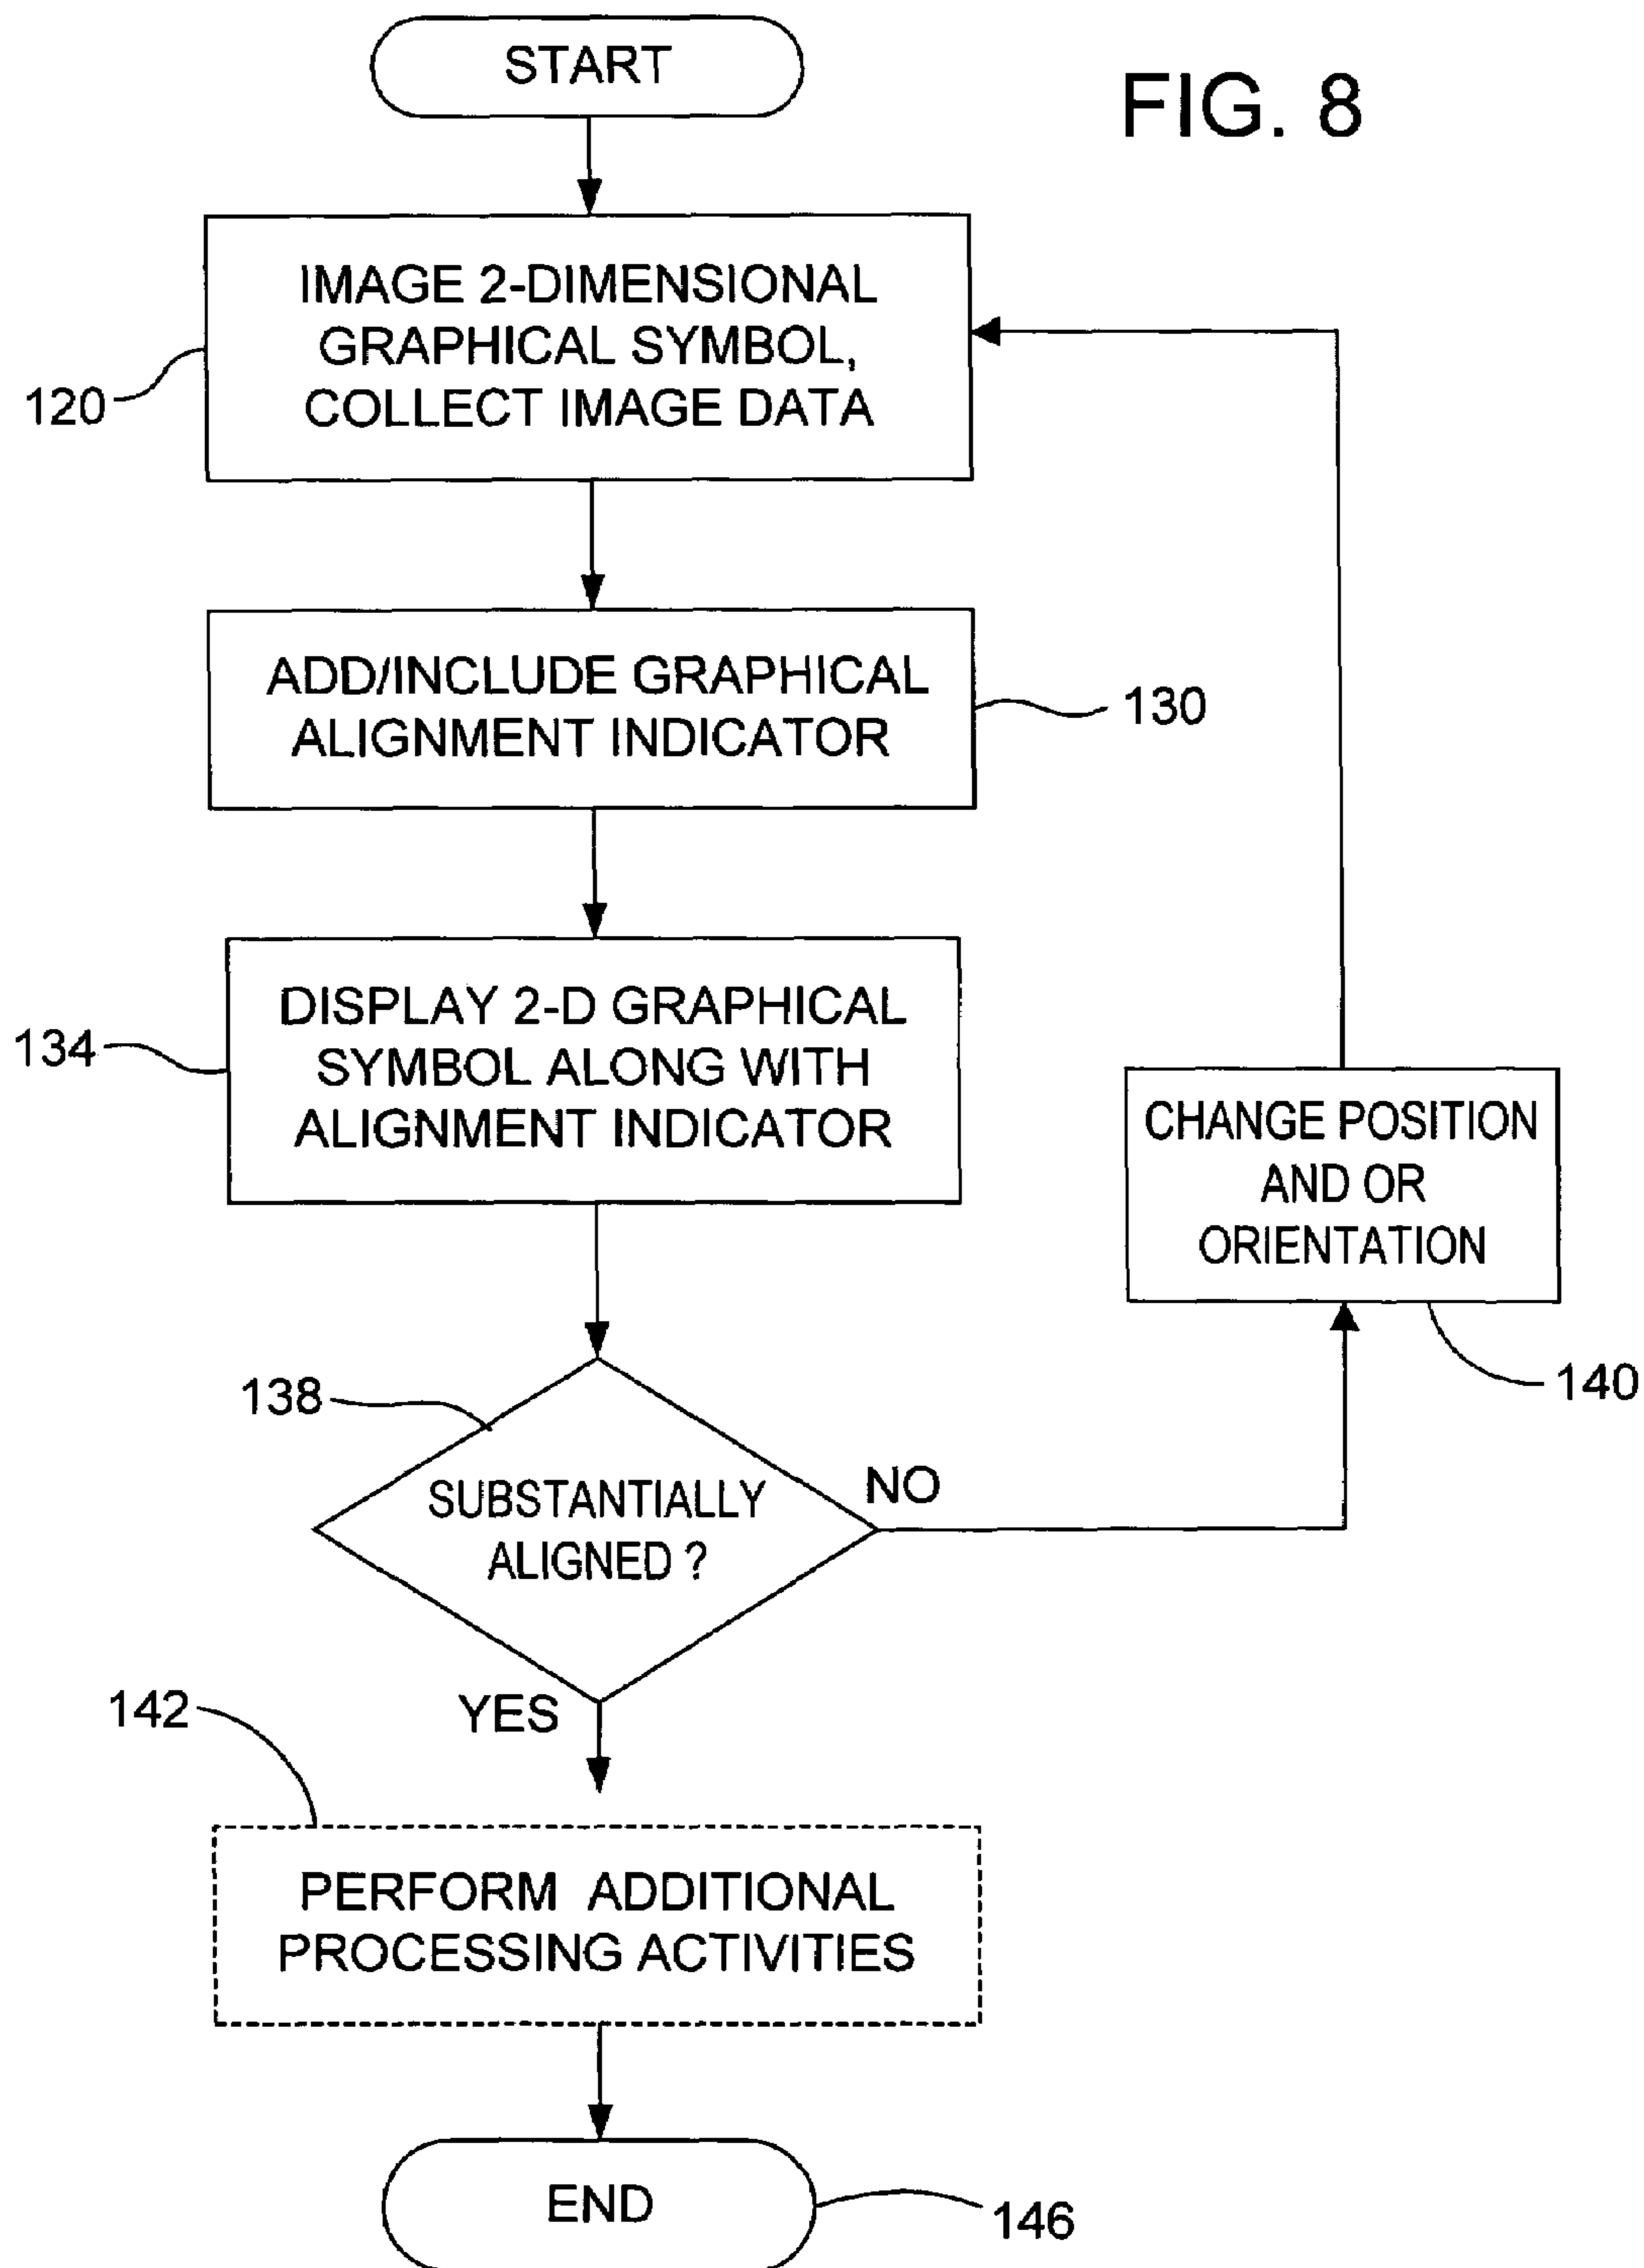 START
FIG. 8
IMAGE 2-DIMENSIONAL
GRAPHICAL SYMBOL,
COLLECT IMAGE DATA
120
ADD/INCLUDE GRAPHICAL
ALIGNMENT INDICATOR
130
DISPLAY 2-D GRAPHICAL
SYMBOL ALONG WITH
ALIGNMENT INDICATOR
134
CHANGE POSITION
AND OR
ORIENTATION
140
138
SUBSTANTIALLY
ALIGNED ?
NO
YES
142
PERFORM ADDITIONAL
PROCESSING ACTIVITIES
END
146